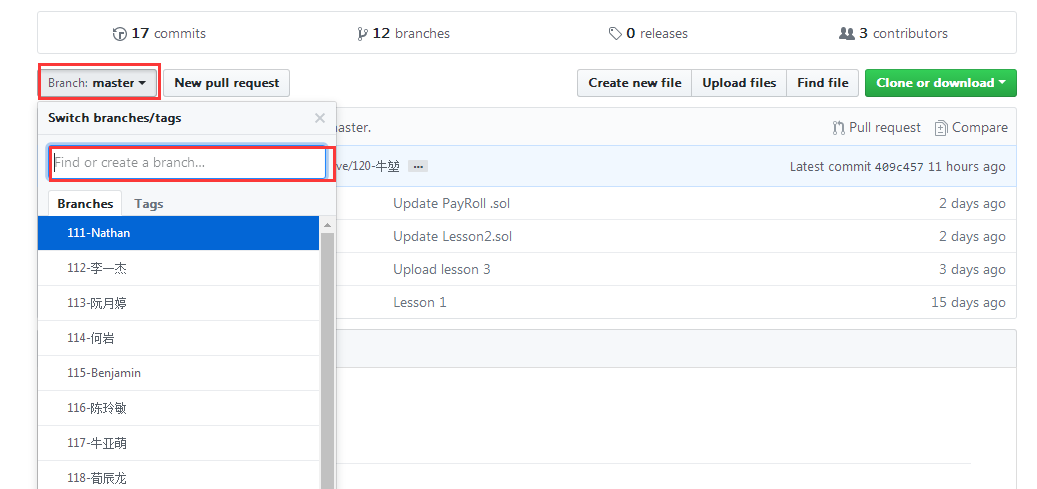 17 commits 12 branches 0 releases 3 contributors
Branch: master New pull request Create new file Upload files Find file Clone or download
Switch branches/tags
naster. Pull request Compare
Find or create a branch...
ve/120-牛堃 ... Latest commit 409c457 11 hours ago
Branches Tags
Update PayRoll .sol 2 days ago
111-Nathan
Update Lesson2.sol 2 days ago
112-李一杰
Upload lesson 3 3 days ago
113-阮月婷
Lesson 1 15 days ago
114-何岩
115-Benjamin
116-陈玲敏
117-牛亚萌
118-荀辰龙